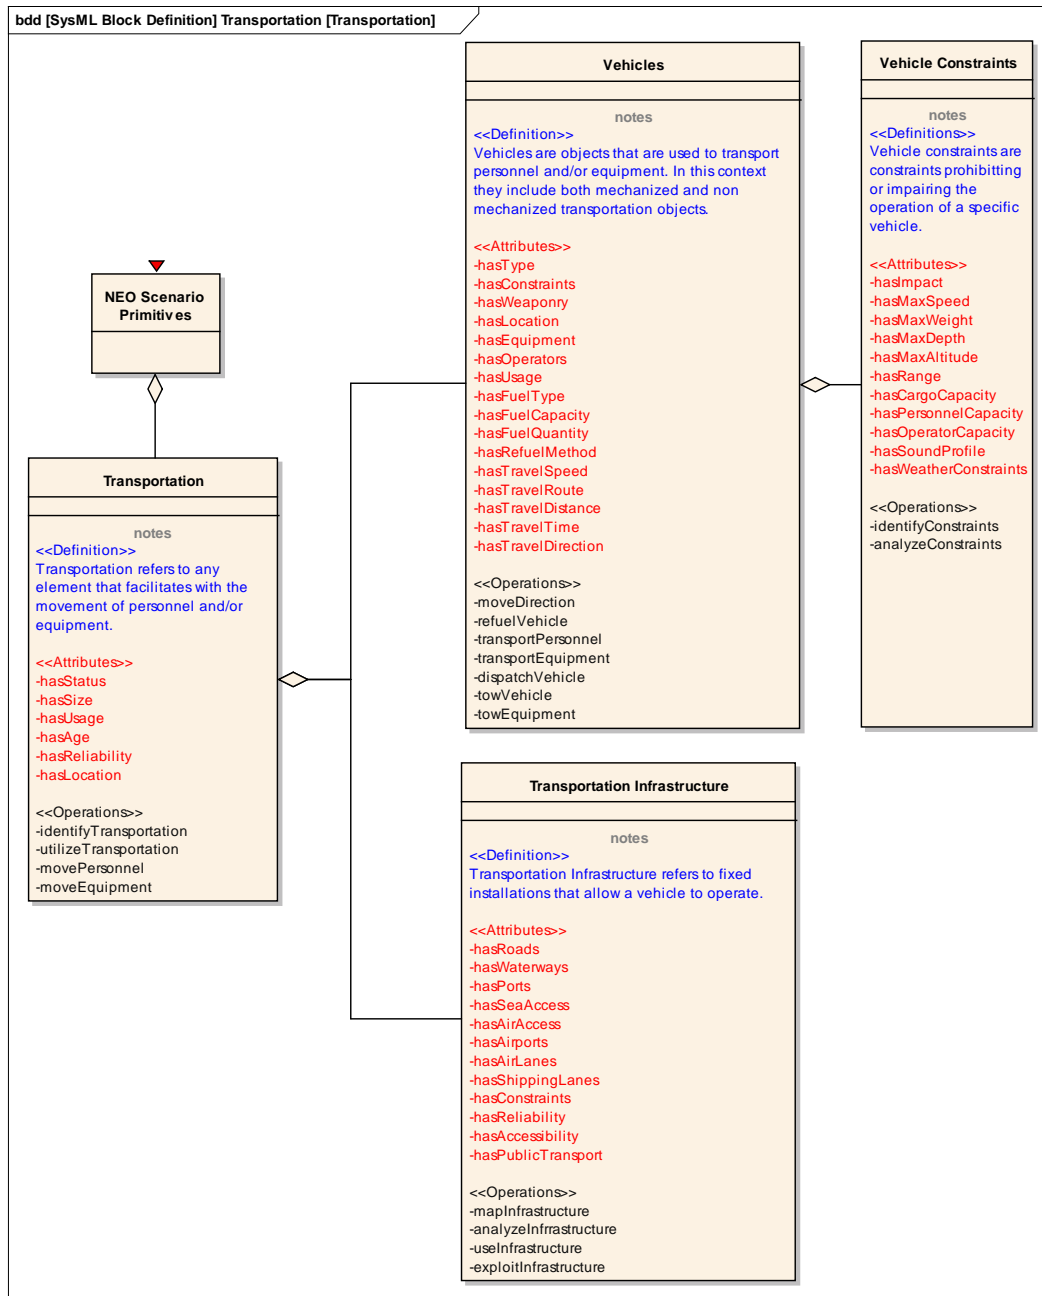 bdd [SysML Block Definition] Transportation [Transportation]
NEO Scenario
Primitives
Transportation
notes
<<Definition>>
Transportation refers to any
element that facilitates with the
movement of personnel and/or
equipment.
<<Attributes>>
-hasStatus
-hasSize
-hasUsage
-hasAge
-hasReliability
-hasLocation
<<Operations>>
-identifyTransportation
-utilizeTransportation
-movePersonnel
-moveEquipment
Vehicles
notes
<<Definition>>
Vehicles are objects that are used to transport
personnel and/or equipment. In this context
they include both mechanized and non
mechanized transportation objects.
<<Attributes>>
-hasType
-hasConstraints
-hasWeaponry
-hasLocation
-hasEquipment
-hasOperators
-hasUsage
-hasFuelType
-hasFuelCapacity
-hasFuelQuantity
-hasRefuelMethod
-hasTravelSpeed
-hasTravelRoute
-hasTravelDistance
-hasTravelTime
-hasTravelDirection
<<Operations>>
-moveDirection
-refuelVehicle
-transportPersonnel
-transportEquipment
-dispatchVehicle
-towVehicle
-towEquipment
Vehicle Constraints
notes
<<Definitions>>
Vehicle constraints are
constraints prohibitting
or impairing the
operation of a specific
vehicle.
<<Attributes>>
-hasImpact
-hasMaxSpeed
-hasMaxWeight
-hasMaxDepth
-hasMaxAltitude
-hasRange
-hasCargoCapacity
-hasPersonnelCapacity
-hasOperatorCapacity
-hasSoundProfile
-hasWeatherConstraints
<<Operations>>
-identifyConstraints
-analyzeConstraints
Transportation Infrastructure
notes
<<Definition>>
Transportation Infrastructure refers to fixed
installations that allow a vehicle to operate.
<<Attributes>>
-hasRoads
-hasWaterways
-hasPorts
-hasSeaAccess
-hasAirAccess
-hasAirports
-hasAirLanes
-hasShippingLanes
-hasConstraints
-hasReliability
-hasAccessibility
-hasPublicTransport
<<Operations>>
-mapInfrastructure
-analyzeInfrrastructure
-useInfrastructure
-exploitInfrastructure